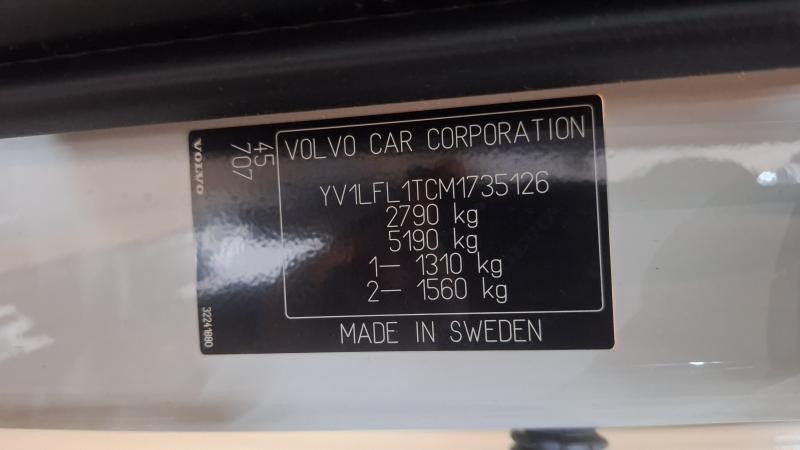 VOLVO
45
707
VOLVO CAR CORPORATION
YV1LFL1TCM1735126
2790 kg
5190 kg
1— 1310 kg
2— 1560 kg
32241880
MADE IN SWEDEN